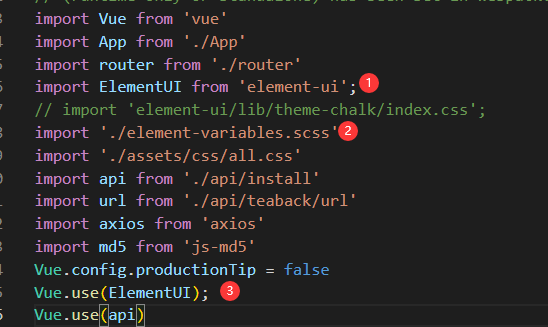 // (runtime-only or standalone) has been set in webpack
3 import Vue from 'vue'
4 import App from './App'
5 import router from './router'
6 import ElementUI from 'element-ui'; 1
7 // import 'element-ui/lib/theme-chalk/index.css';
8 import './element-variables.scss' 2
9 import './assets/css/all.css'
0 import api from './api/install'
1 import url from './api/teaback/url'
2 import axios from 'axios'
3 import md5 from 'js-md5'
4 Vue.config.productionTip = false
5 Vue.use(ElementUI); 3
6 Vue.use(api)